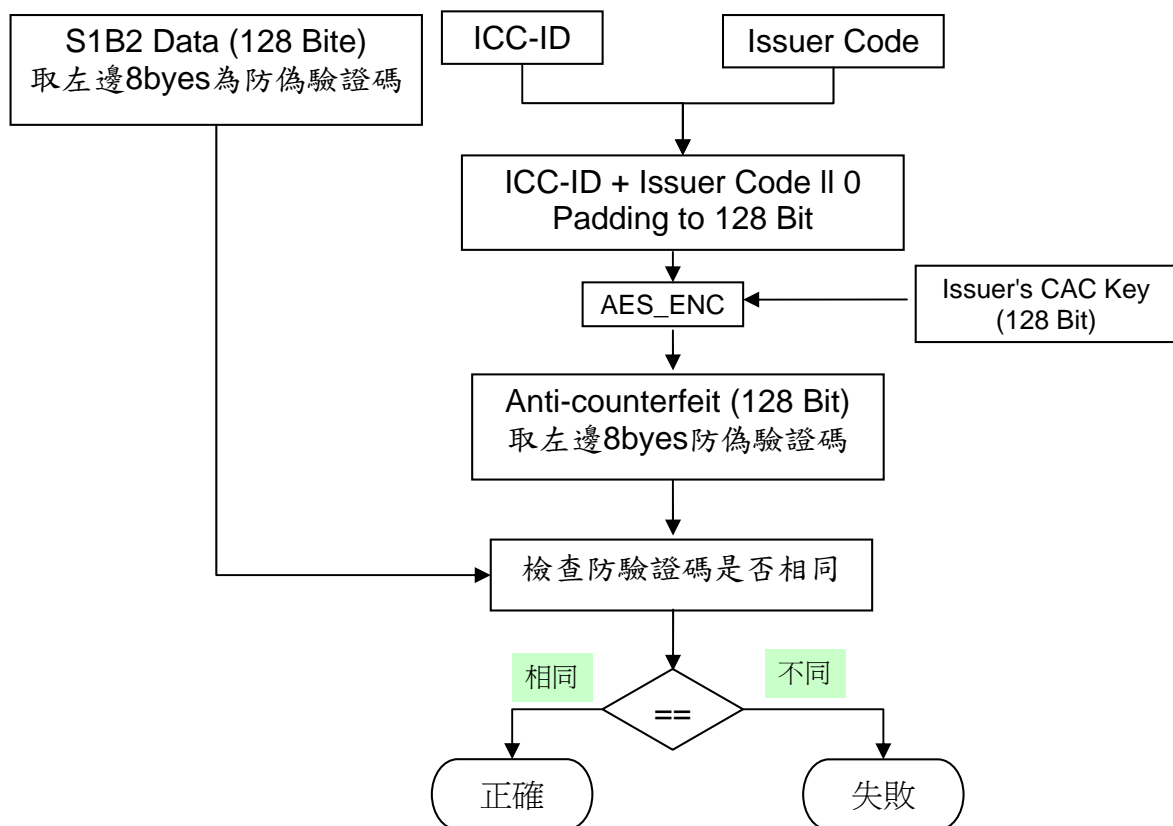 S1B2 Data (128 Bite)
取左邊8byes為防偽驗證碼
ICC-ID
Issuer Code
ICC-ID + Issuer Code ll 0
Padding to 128 Bit
AES_ENC
Issuer's CAC Key
(128 Bit)
Anti-counterfeit (128 Bit)
取左邊8byes防偽驗證碼
檢查防驗證碼是否相同
相同
不同
==
正確
失敗